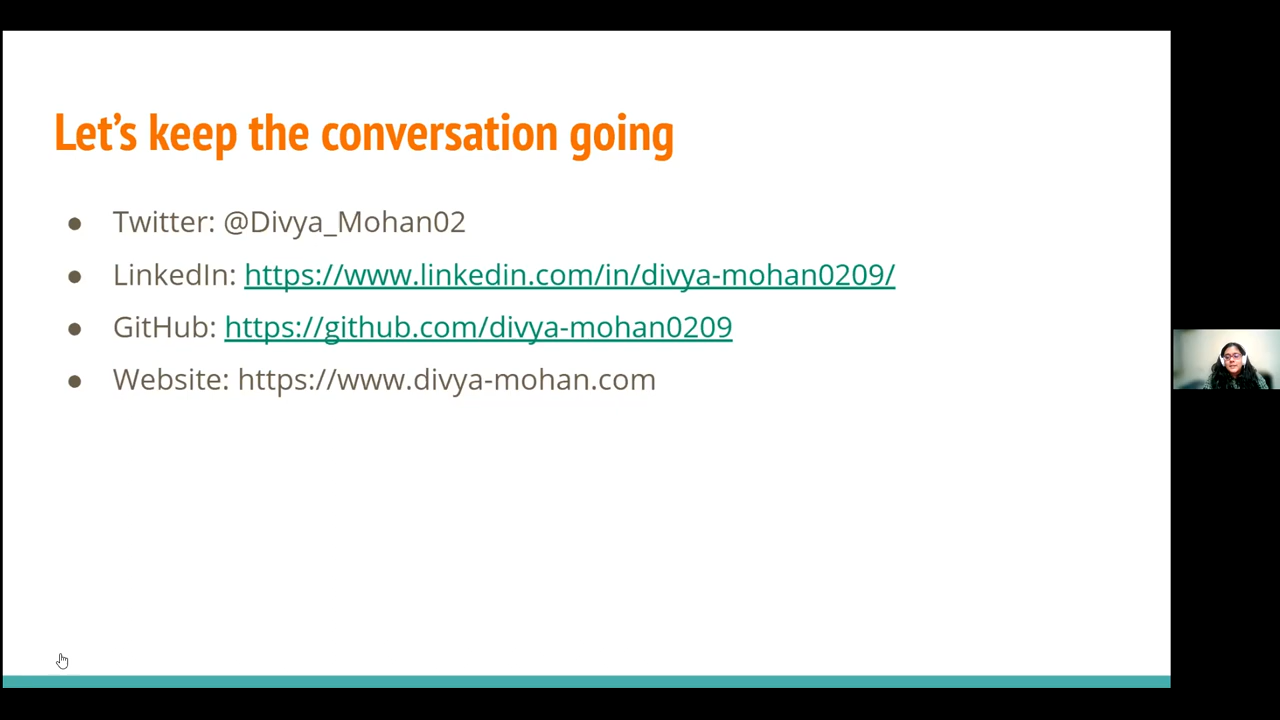 Let's keep the conversation going
● Twitter: @Divya_Mohan02
● LinkedIn: https://www.linkedin.com/in/divya-mohan0209/
● GitHub: https://github.com/divya-mohan0209
● Website: https://www.divya-mohan.com